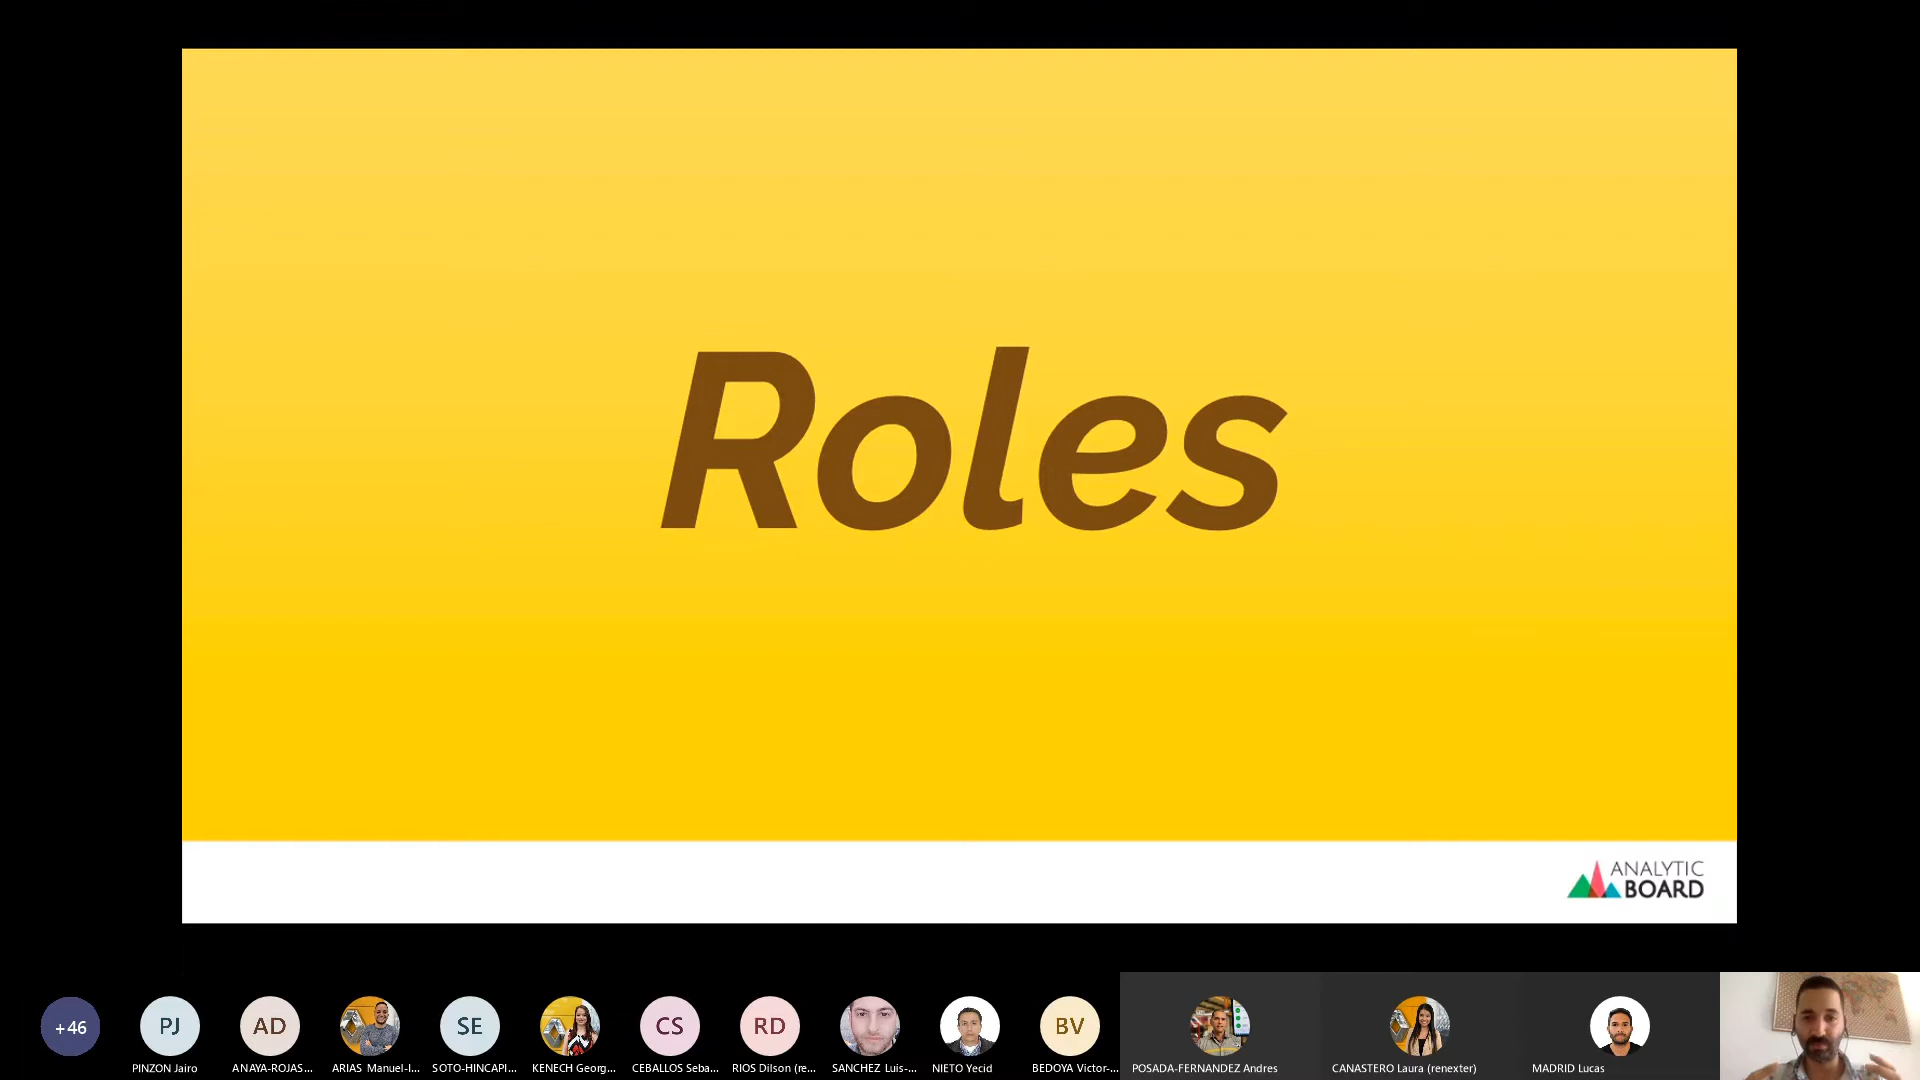 Roles
ANALYTIC
BOARD
+46
PJ
AD
SE
CS
RD
BV
PINZON Jairo
ANAYA-ROJAS...
ARIAS Manuel-I...
SOTO-HINCAPI...
KENECH Georg...
CEBALLOS Seba...
RIOS Dilson (re...
SANCHEZ Luis-...
NIETO Yecid
BEDOYA Victor-...
POSADA-FERNANDEZ Andres
CANASTERO Laura (renexter)
MADRID Lucas